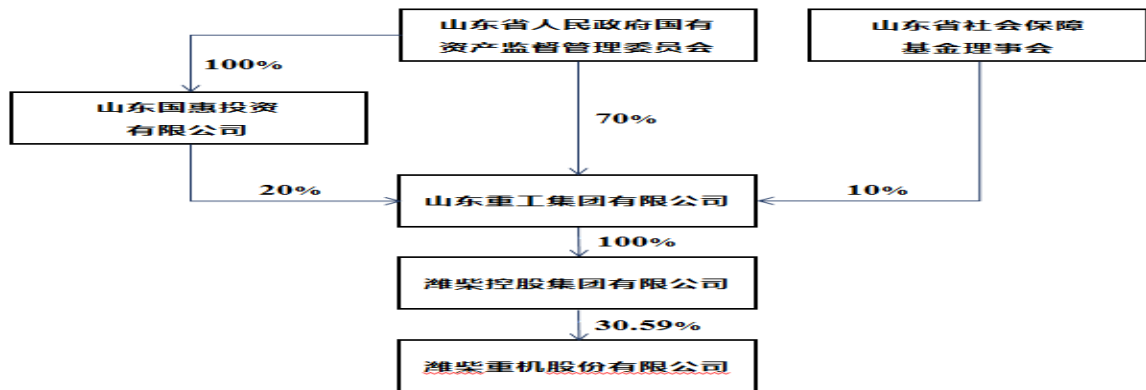 山东省人民政府国有
资产监督管理委员会
山东省社会保障
基金理事会
100%
山东国惠投资
有限公司
70%
20%
10%
山东重工集团有限公司
100%
潍柴控股集团有限公司
30.59%
潍柴重机股份有限公司